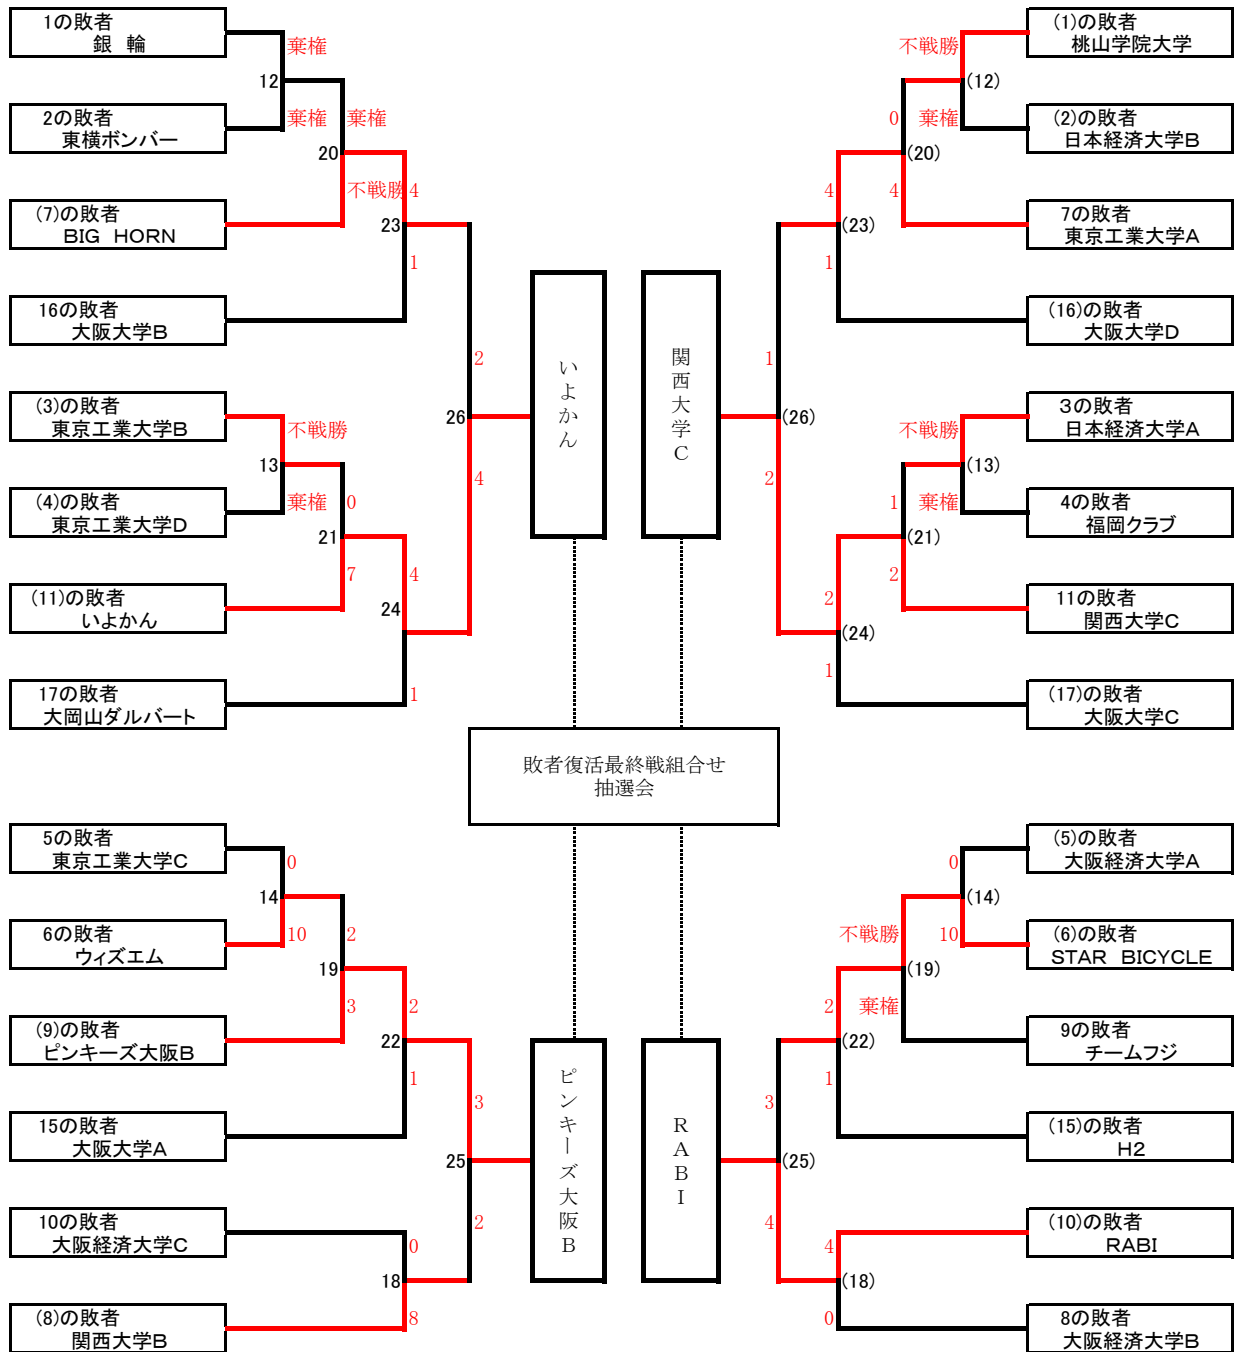 1の敗者
銀 輪
2の敗者
東横ボンバー
(7)の敗者
BIG HORN
16の敗者
大阪大学B
(3)の敗者
東京工業大学B
(4)の敗者
東京工業大学D
(11)の敗者
いよかん
17の敗者
大岡山ダルバート
棄権
12
棄権
棄権
20
不戦勝
4
23
1
不戦勝
13
棄権
0
21
7
4
24
1
2
26
4
いよかん
関西大学C
(1)の敗者
桃山学院大学
(2)の敗者
日本経済大学B
7の敗者
東京工業大学A
(16)の敗者
大阪大学D
3の敗者
日本経済大学A
4の敗者
福岡クラブ
11の敗者
関西大学C
(17)の敗者
大阪大学C
不戦勝
(12)
棄権
0
(20)
4
4
(23)
1
不戦勝
(13)
棄権
1
(21)
2
2
(24)
1
1
(26)
2
敗者復活最終戦組合せ
抽選会
5の敗者
東京工業大学C
6の敗者
ウィズエム
(9)の敗者
ピンキーズ大阪B
15の敗者
大阪大学A
10の敗者
大阪経済大学C
(8)の敗者
関西大学B
0
14
10
2
19
3
2
22
1
0
18
8
3
25
2
ピンキーズ大阪B
RABI
(5)の敗者
大阪経済大学A
(6)の敗者
STAR BICYCLE
9の敗者
チームフジ
(15)の敗者
H2
(10)の敗者
RABI
8の敗者
大阪経済大学B
0
(14)
10
不戦勝
(19)
棄権
2
(22)
1
4
(18)
0
3
(25)
4